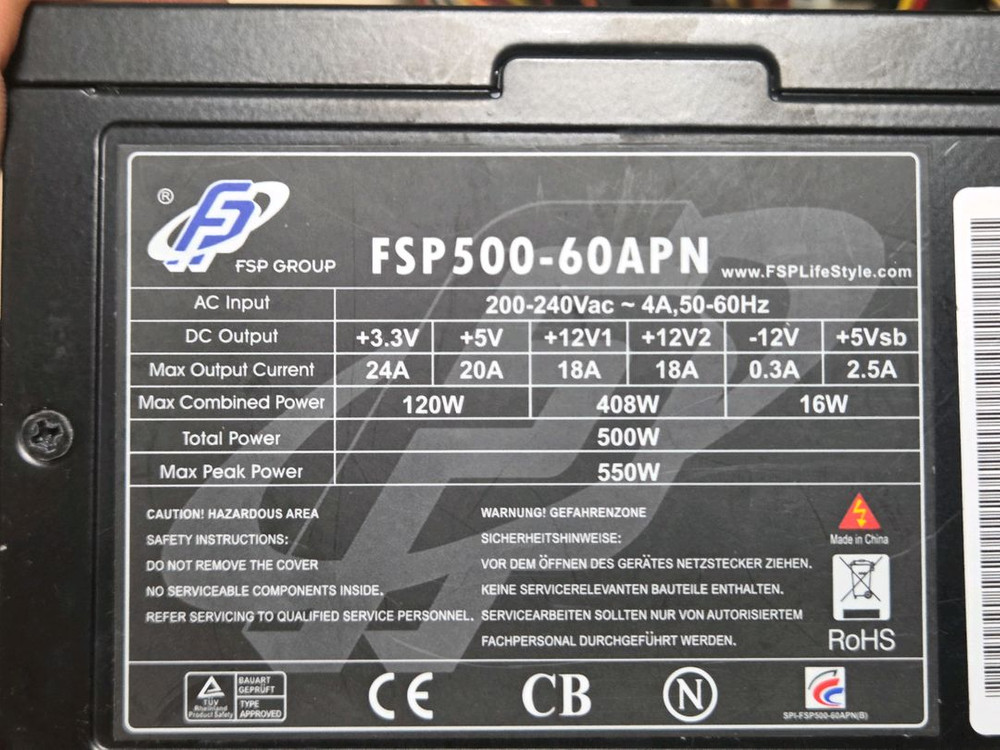 ®
FSP GROUP
FSP500-60APN
www.FSPLifeStyle.com
AC Input 200-240Vac ~ 4A,50-60Hz
DC Output +3.3V +5V +12V1 +12V2 -12V +5Vsb
Max Output Current 24A 20A 18A 18A 0.3A 2.5A
Max Combined Power 120W 408W 16W
Total Power 500W
Max Peak Power 550W
CAUTION! HAZARDOUS AREA
SAFETY INSTRUCTIONS:
DO NOT REMOVE THE COVER
NO SERVICEABLE COMPONENTS INSIDE.
REFER SERVICING TO QUALIFIED SERVICE PERSONNEL.
WARNUNG! GEFAHRENZONE
SICHERHEITSHINWEISE:
VOR DEM ÖFFNEN DES GERÄTES NETZSTECKER ZIEHEN.
KEINE SERVICERELEVANTEN BAUTEILE ENTHALTEN.
SERVICEARBEITEN SOLLTEN NUR VON AUTORISIERTEM
FACHPERSONAL DURCHGEFÜHRT WERDEN.
Made in China
RoHS
TÜV
Rheinland
Product Safety
BAUART
GEPRÜFT
TYPE
APPROVED
CE
CB
N
SPI-FSP500-60APN(B)